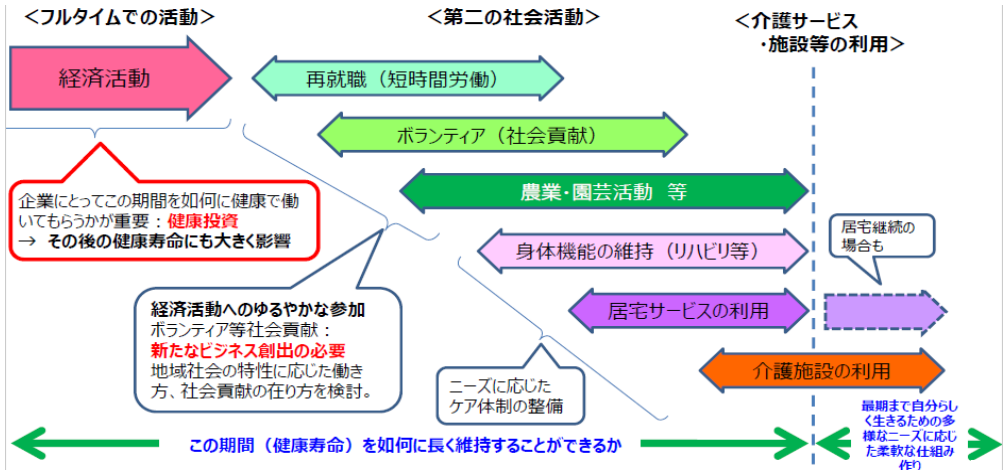 ＜フルタイムでの活動＞
＜第二の社会活動＞
＜介護サービス
・施設等の利用＞
経済活動
再就職（短時間労働）
ボランティア（社会貢献）
農業・園芸活動 等
身体機能の維持（リハビリ等）
居宅サービスの利用
介護施設の利用
企業にとってこの期間を如何に健康で働
いてもらうかが重要：健康投資
→ その後の健康寿命にも大きく影響
経済活動へのゆるやかな参加
ボランティア等社会貢献：
新たなビジネス創出の必要
地域社会の特性に応じた働き
方、社会貢献の在り方を検討。
ニーズに応じた
ケア体制の整備
居宅継続の
場合も
この期間（健康寿命）を如何に長く維持することができるか
最期まで自分らし
く生きるための多
様なニーズに応じ
た柔軟な仕組み
作り